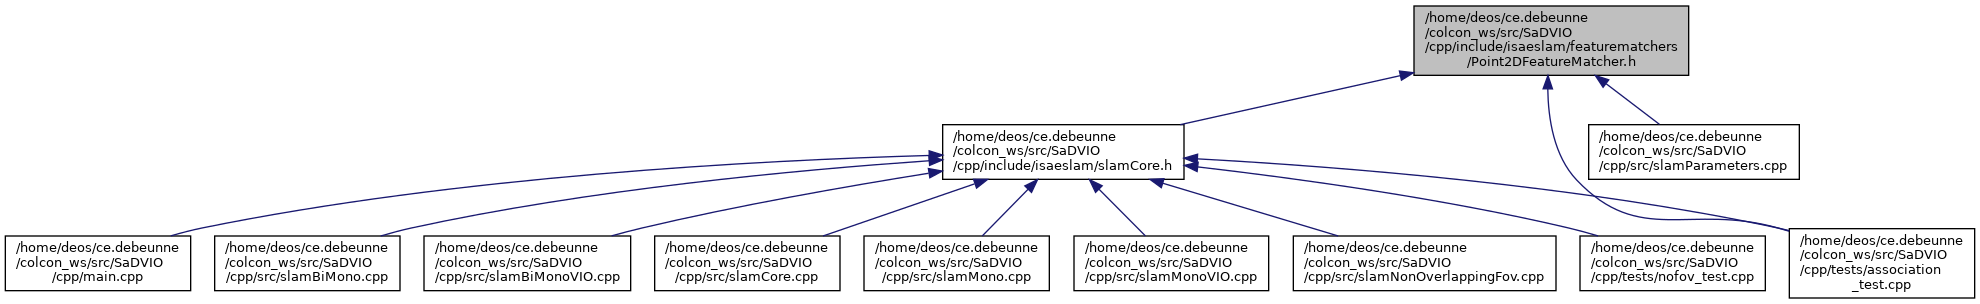 /home/deos/ce.debeunne
/colcon_ws/src/SaDVIO
/cpp/include/isaeslam/featurematchers
/Point2DFeatureMatcher.h
/home/deos/ce.debeunne
/colcon_ws/src/SaDVIO
/cpp/include/isaeslam/slamCore.h
/home/deos/ce.debeunne
/colcon_ws/src/SaDVIO
/cpp/src/slamParameters.cpp
/home/deos/ce.debeunne
/colcon_ws/src/SaDVIO
/cpp/main.cpp
/home/deos/ce.debeunne
/colcon_ws/src/SaDVIO
/cpp/src/slamBiMono.cpp
/home/deos/ce.debeunne
/colcon_ws/src/SaDVIO
/cpp/src/slamBiMonoVIO.cpp
/home/deos/ce.debeunne
/colcon_ws/src/SaDVIO
/cpp/src/slamCore.cpp
/home/deos/ce.debeunne
/colcon_ws/src/SaDVIO
/cpp/src/slamMono.cpp
/home/deos/ce.debeunne
/colcon_ws/src/SaDVIO
/cpp/src/slamMonoVIO.cpp
/home/deos/ce.debeunne
/colcon_ws/src/SaDVIO
/cpp/src/slamNonOverlappingFov.cpp
/home/deos/ce.debeunne
/colcon_ws/src/SaDVIO
/cpp/tests/nofov_test.cpp
/home/deos/ce.debeunne
/colcon_ws/src/SaDVIO
/cpp/tests/association
_test.cpp